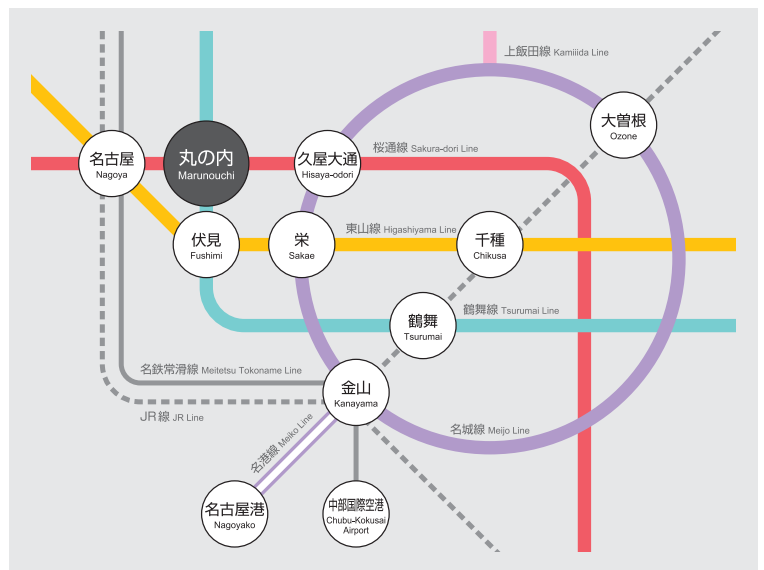 上飯田線 Kamiiida Line
大曽根
Ozone
名古屋
Nagoya
丸の内
Marunouchi
久屋大通
Hisaya-odori
桜通線 Sakura-dori Line
伏見
Fushimi
栄
Sakae
東山線 Higashiyama Line
千種
Chikusa
鶴舞
Tsurumai
鶴舞線 Tsurumai Line
名鉄常滑線 Meitetsu Tokoname Line
金山
Kanayama
JR線 JR Line
名港線 Meiko Line
名城線 Meijo Line
名古屋港
Nagoyako
中部国際空港
Chubu-Kokusai
Airport